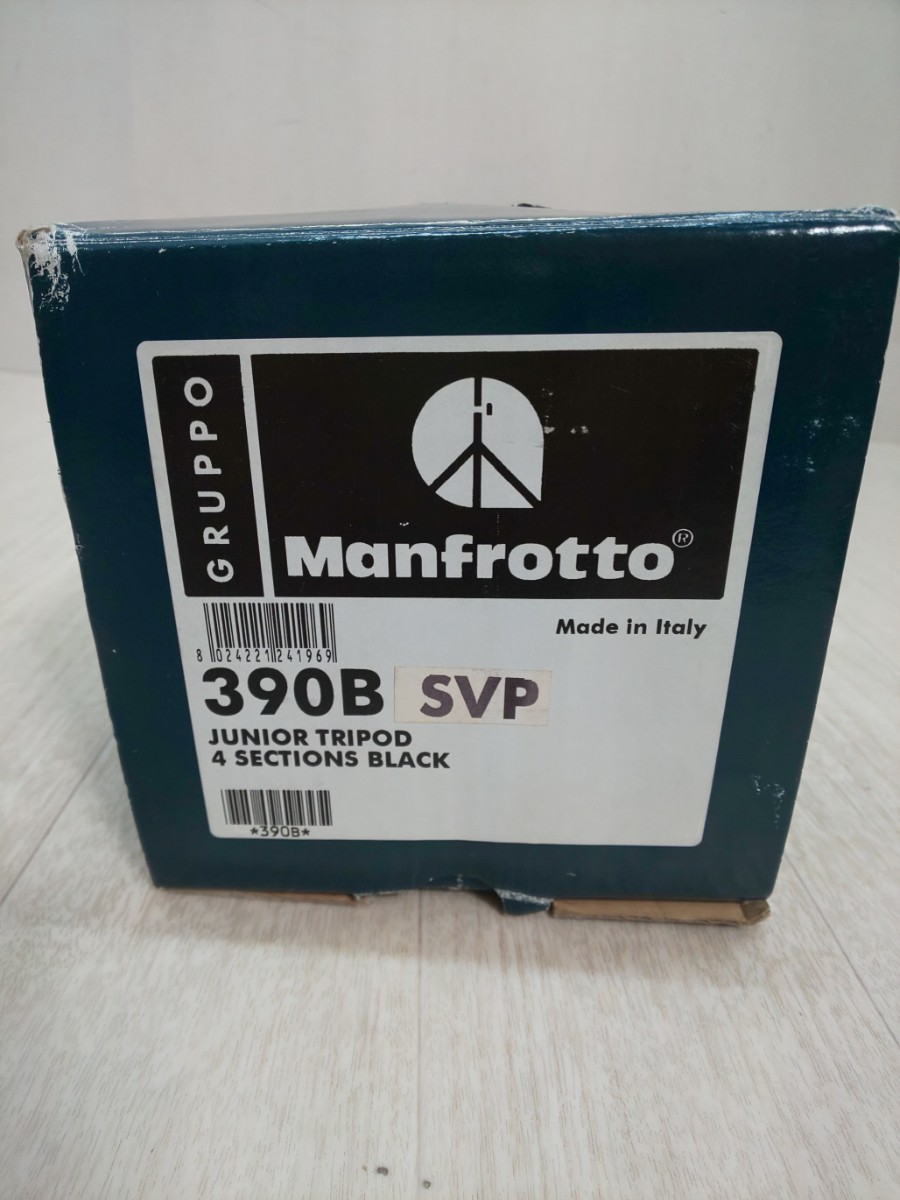 GRUPPO
Manfrotto®
Made in Italy
8 024221 241969
390B SVP
JUNIOR TRIPOD
4 SECTIONS BLACK
*390B*